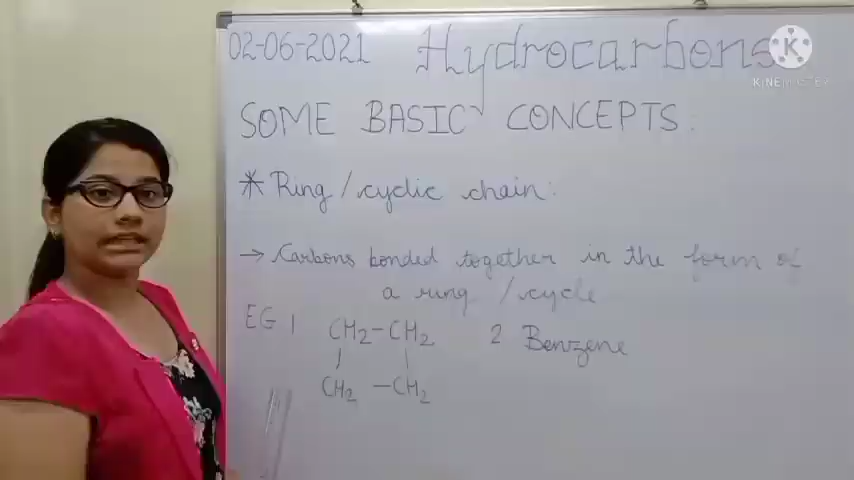 02-06-2021 Hydrocarbons
KINEMASTER
SOME BASIC CONCEPTS:
* Ring / cyclic chain:
→ Carbons bonded together in the form of
a ring / cycle
EG 1 CH2-CH2 2 Benzene
| |
CH2 -CH2